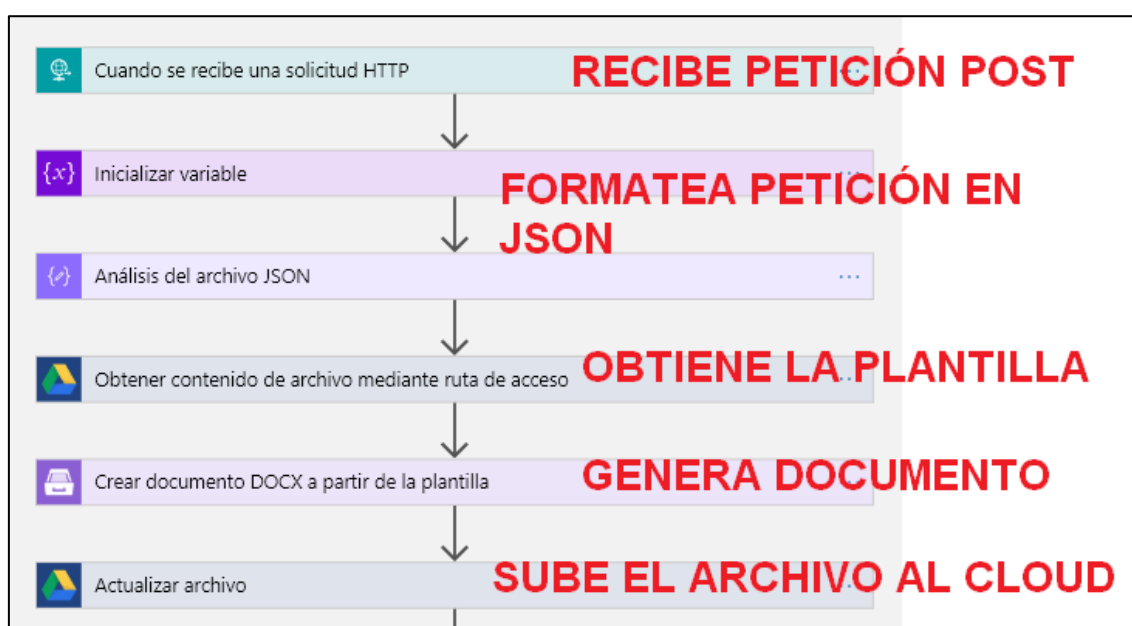 Cuando se recibe una solicitud HTTP
RECIBE PETICIÓN POST
{x}
Inicializar variable
FORMATEA PETICIÓN EN
JSON
Análisis del archivo JSON
Obtener contenido de archivo mediante ruta de acceso
OBTIENE LA PLANTILLA
Crear documento DOCX a partir de la plantilla
GENERA DOCUMENTO
Actualizar archivo
SUBE EL ARCHIVO AL CLOUD